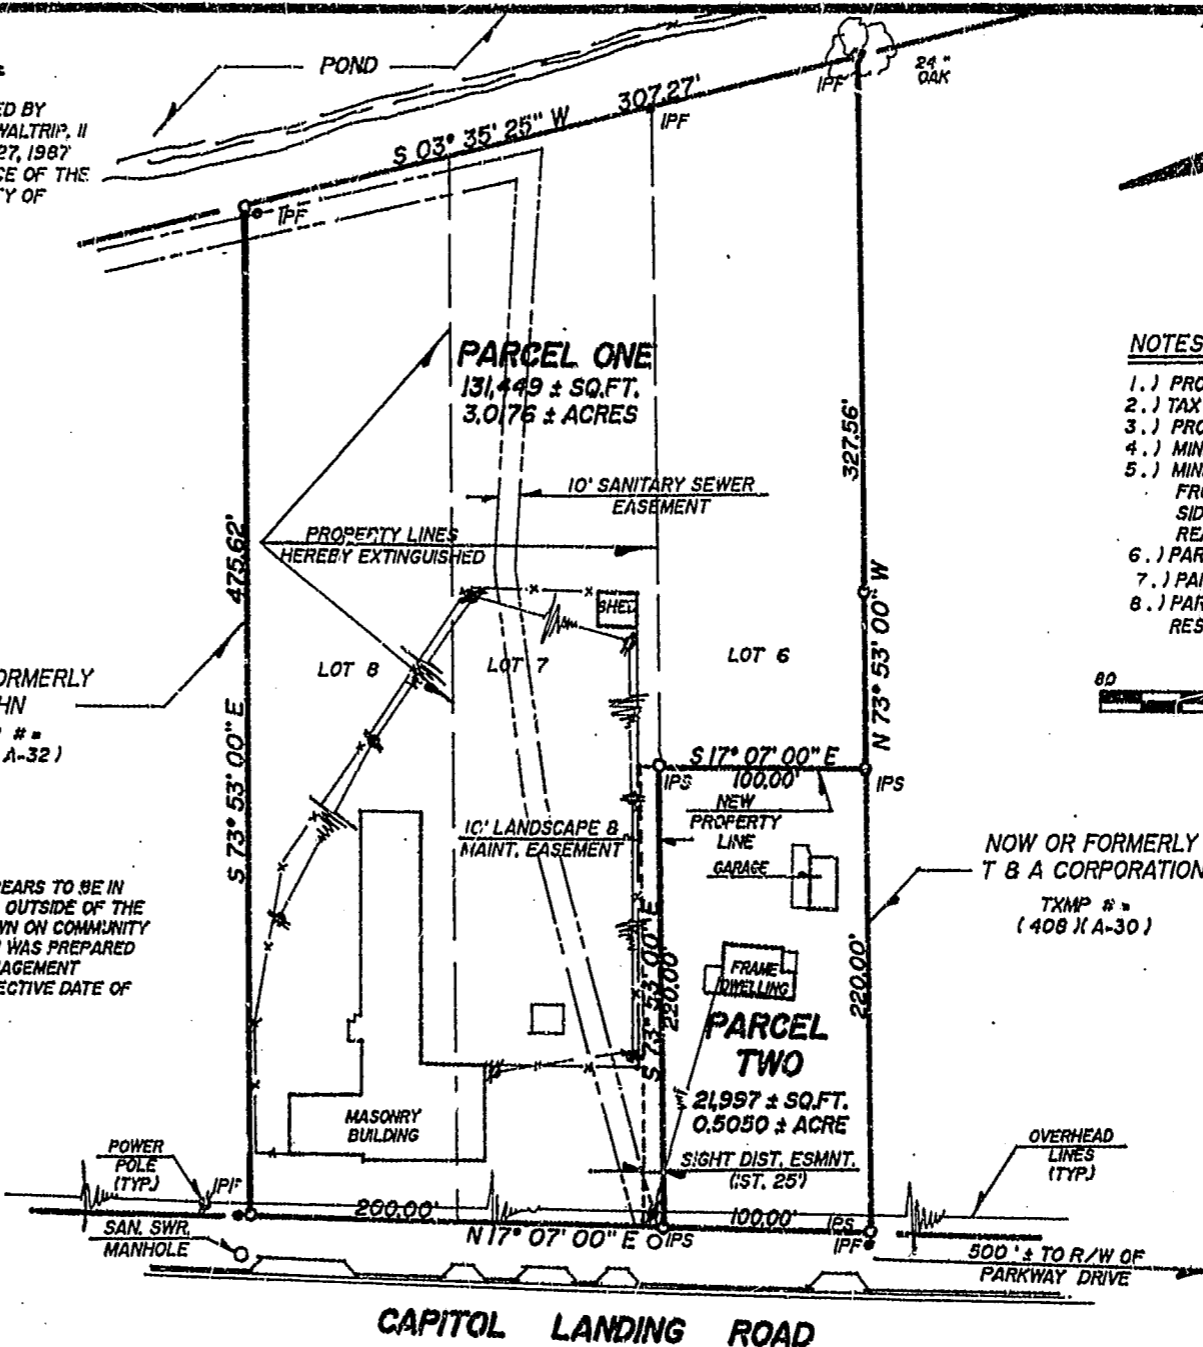 POND
24"
OAK
IPF
307.27'
IPF
S 03° 35' 25" W
IPF
ED BY
WALTRIP, II
27, 1987
CE OF THE
TY OF
PARCEL ONE
131,449 ± SQ.FT.
3.0176 ± ACRES
327.56'
NOTES
1.) PRO
2.) TAX
3.) PRO
4.) MIN
5.) MIN
FRO
SID
REA
6.) PAR
7.) PAR
8.) PAR
RES
80
10' SANITARY SEWER
EASEMENT
PROPERTY LINES
HEREBY EXTINGUISHED
475.62'
S 73° 53' 00" E
N 73° 53' 00" W
SHED
LOT 8
LOT 7
LOT 6
ORMERLY
HN
# =
A-32)
S 17° 07' 00" E
100.00'
IPS
IPS
NEW
PROPERTY
LINE
10' LANDSCAPE &
MAINT. EASEMENT
GARAGE
NOW OR FORMERLY
T & A CORPORATION
TXMP # =
(408)(A-30)
PEARS TO BE IN
OUTSIDE OF THE
WN ON COMMUNITY
WAS PREPARED
AGEMENT
ECTIVE DATE OF
S 73° 53' 00" E
220.00'
220.00'
FRAME
DWELLING
PARCEL
TWO
21,997 ± SQ.FT.
0.5050 ± ACRE
MASONRY
BUILDING
SIGHT DIST. ESMNT.
(IST. 25')
POWER
POLE
(TYP.)
IPF
OVERHEAD
LINES
(TYP.)
200.00'
100.00'
IPS
N 17° 07' 00" E
IPS
IPF
SAN. SWR.
MANHOLE
500' ± TO R/W OF
PARKWAY DRIVE
CAPITOL LANDING ROAD